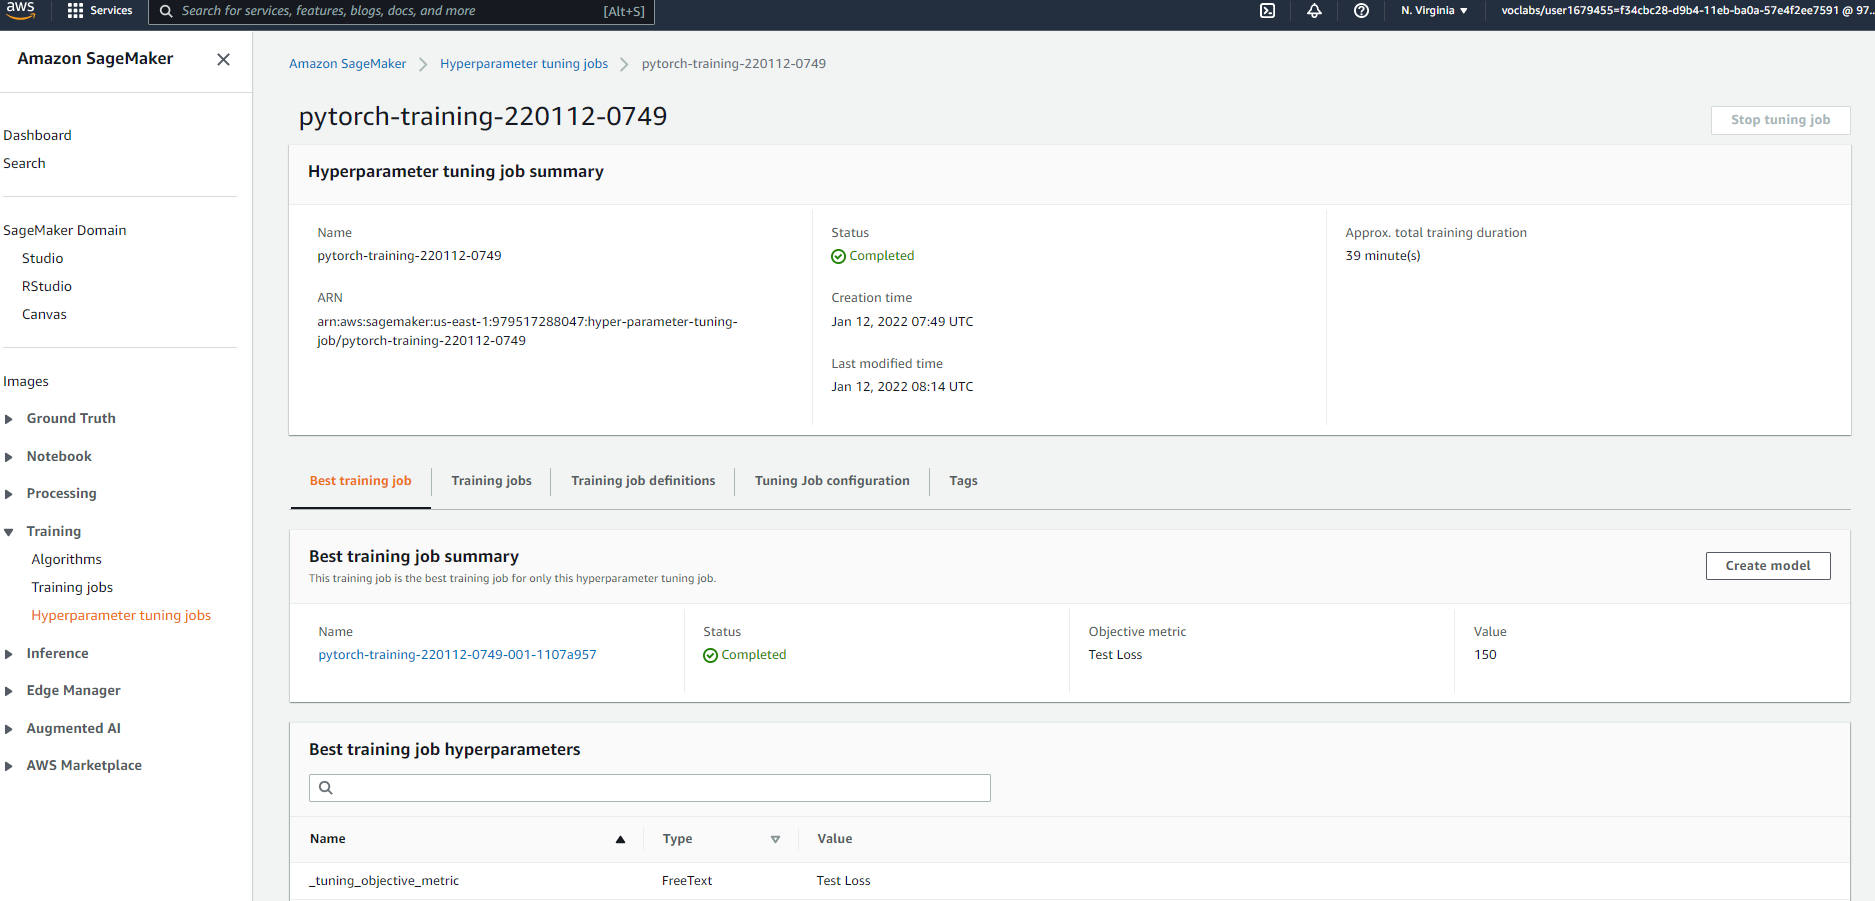 aws
Services
Search for services, features, blogs, docs, and more
[Alt+S]
N. Virginia
voclabs/user1679455=f34cbc28-d9b4-11eb-ba0a-57e4f2ee7591 @ 97...
Amazon SageMaker
Dashboard
Search
SageMaker Domain
Studio
RStudio
Canvas
Images
Ground Truth
Notebook
Processing
Training
Algorithms
Training jobs
Hyperparameter tuning jobs
Inference
Edge Manager
Augmented AI
AWS Marketplace
Amazon SageMaker
Hyperparameter tuning jobs
pytorch-training-220112-0749
pytorch-training-220112-0749
Stop tuning job
Hyperparameter tuning job summary
Name
pytorch-training-220112-0749
ARN
arn:aws:sagemaker:us-east-1:979517288047:hyper-parameter-tuning-
job/pytorch-training-220112-0749
Status
Completed
Creation time
Jan 12, 2022 07:49 UTC
Last modified time
Jan 12, 2022 08:14 UTC
Approx. total training duration
39 minute(s)
Best training job
Training jobs
Training job definitions
Tuning Job configuration
Tags
Best training job summary
This training job is the best training job for only this hyperparameter tuning job.
Create model
Name
pytorch-training-220112-0749-001-1107a957
Status
Completed
Objective metric
Test Loss
Value
150
Best training job hyperparameters
Name
Type
Value
_tuning_objective_metric
FreeText
Test Loss